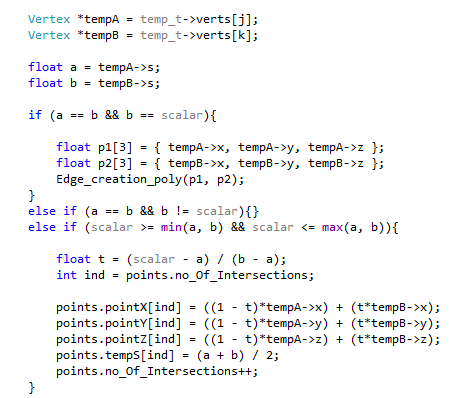 Vertex *tempA = temp_t->verts[j];
Vertex *tempB = temp_t->verts[k];
float a = tempA->s;
float b = tempB->s;
if (a == b && b == scalar){
float p1[3] = { tempA->x, tempA->y, tempA->z };
float p2[3] = { tempB->x, tempB->y, tempB->z };
Edge_creation_poly(p1, p2);
}
else if (a == b && b != scalar){}
else if (scalar >= min(a, b) && scalar <= max(a, b)){
float t = (scalar - a) / (b - a);
int ind = points.no_Of_Intersections;
points.pointX[ind] = ((1 - t)*tempA->x) + (t*tempB->x);
points.pointY[ind] = ((1 - t)*tempA->y) + (t*tempB->y);
points.pointZ[ind] = ((1 - t)*tempA->z) + (t*tempB->z);
points.tempS[ind] = (a + b) / 2;
points.no_Of_Intersections++;
}